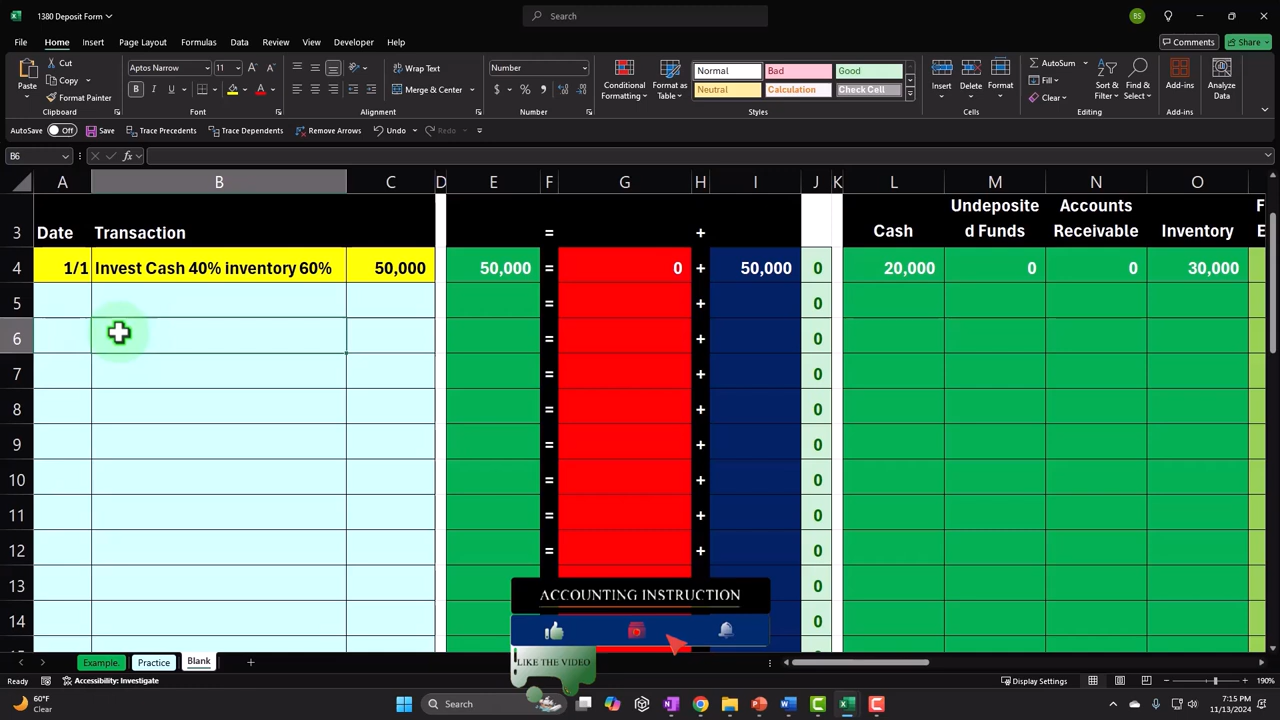 1380 Deposit Form
Search
BS
File Home Insert Page Layout Formulas Data Review View Developer Help
Comments Share
Paste
Cut
Copy
Format Painter
Clipboard
Aptos Narrow 11
Font
Wrap Text
Merge & Center
Alignment
Number
Number
Conditional Formatting
Format as Table
Normal Bad Good
Neutral Calculation Check Cell
Styles
Insert Delete Format
Cells
AutoSum
Fill
Clear
Sort & Filter
Find & Select
Editing
Add-ins
Add-ins
Analyze Data
AutoSave Off Save Trace Precedents Trace Dependents Remove Arrows Undo Redo
B6
A B C D E F G H I J K L M N O
3 Date Transaction = + Cash Undeposite d Funds Accounts Receivable Inventory F E
4 1/1 Invest Cash 40% inventory 60% 50,000 50,000 = 0 + 50,000 0 20,000 0 0 30,000
5 = + 0
6 = + 0
7 = + 0
8 = + 0
9 = + 0
10 = + 0
11 = + 0
12 = + 0
13 0
14 0
ACCOUNTING INSTRUCTION
LIKE THE VIDEO
Example. Practice Blank
Ready Accessibility: Investigate Display Settings 190%
60°F
Clear
Search
7:15 PM
11/13/2024